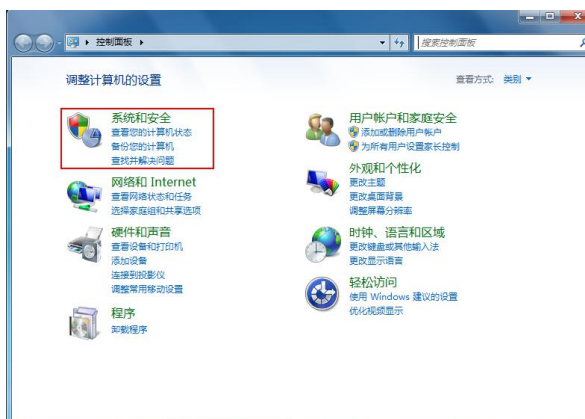 控制面板
搜索控制面板
调整计算机的设置
查看方式: 类别
系统和安全
查看您的计算机状态
备份您的计算机
查找并解决问题
网络和 Internet
查看网络状态和任务
选择家庭组和共享选项
硬件和声音
查看设备和打印机
添加设备
连接到投影仪
调整常用移动设置
程序
卸载程序
用户帐户和家庭安全
添加或删除用户帐户
为所有用户设置家长控制
外观和个性化
更改主题
更改桌面背景
调整屏幕分辨率
时钟、语言和区域
更改键盘或其他输入法
更改显示语言
轻松访问
使用 Windows 建议的设置
优化视频显示